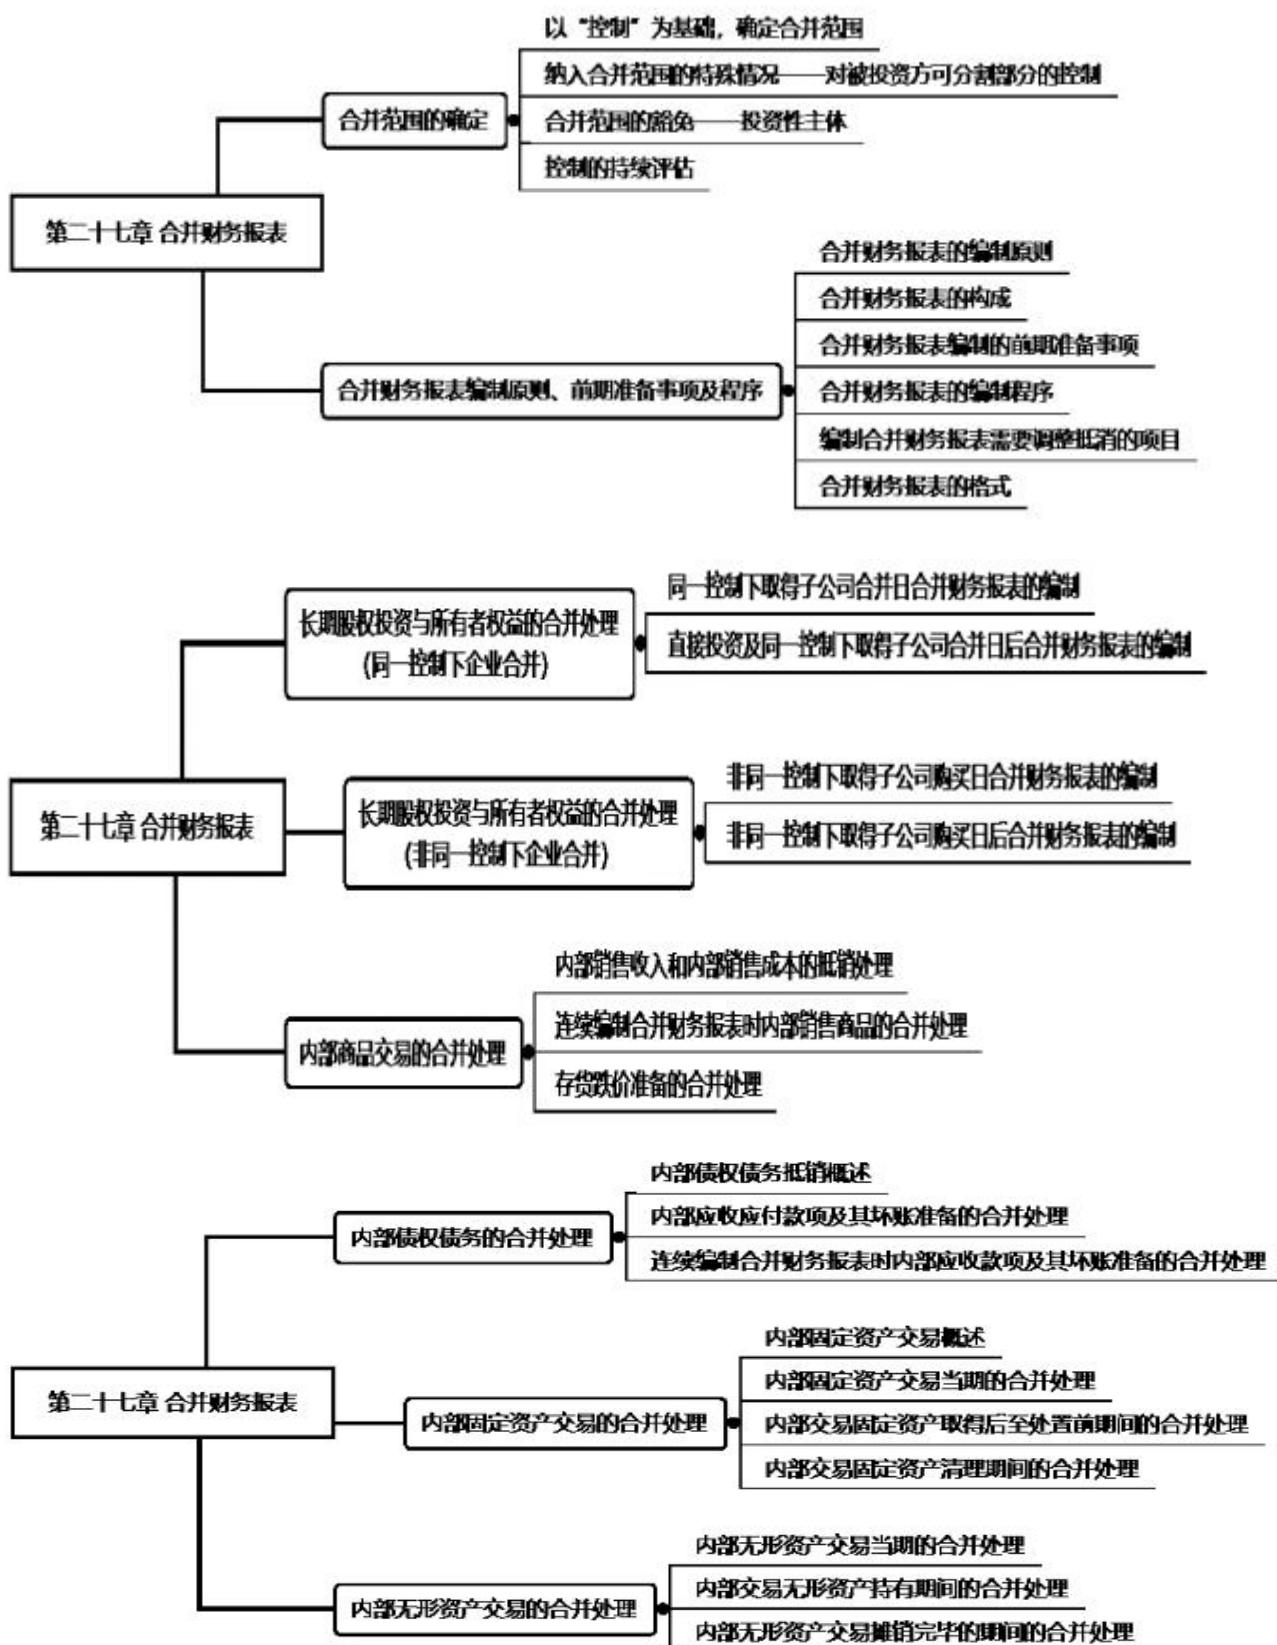 第二十七章 合并财务报表
合并范围的确定
以“控制”为基础，确定合并范围
纳入合并范围的特殊情况——对被投资方可分割部分的控制
合并范围的豁免——投资性主体
控制的持续评估
合并财务报表编制原则、前期准备事项及程序
合并财务报表的编制原则
合并财务报表的构成
合并财务报表编制的前期准备事项
合并财务报表的编制程序
编制合并财务报表需要调整抵消的项目
合并财务报表的格式
第二十七章 合并财务报表
长期股权投资与所有者权益的合并处理
(同一控制下企业合并)
同一控制下取得子公司合并日合并财务报表的编制
直接投资及同一控制下取得子公司合并日后合并财务报表的编制
长期股权投资与所有者权益的合并处理
(非同一控制下企业合并)
非同一控制下取得子公司购买日合并财务报表的编制
非同一控制下取得子公司购买日后合并财务报表的编制
内部商品交易的合并处理
内部销售收入和内部销售成本的抵销处理
连续编制合并财务报表时内部销售商品的合并处理
存货跌价准备的合并处理
第二十七章 合并财务报表
内部债权债务的合并处理
内部债权债务抵销概述
内部应收应付款项及其坏账准备的合并处理
连续编制合并财务报表时内部应收款项及其坏账准备的合并处理
内部固定资产交易的合并处理
内部固定资产交易概述
内部固定资产交易当期的合并处理
内部交易固定资产取得后至处置前期间的合并处理
内部交易固定资产清理期间的合并处理
内部无形资产交易的合并处理
内部无形资产交易当期的合并处理
内部交易无形资产持有期间的合并处理
内部无形资产交易摊销完毕的期间的合并处理